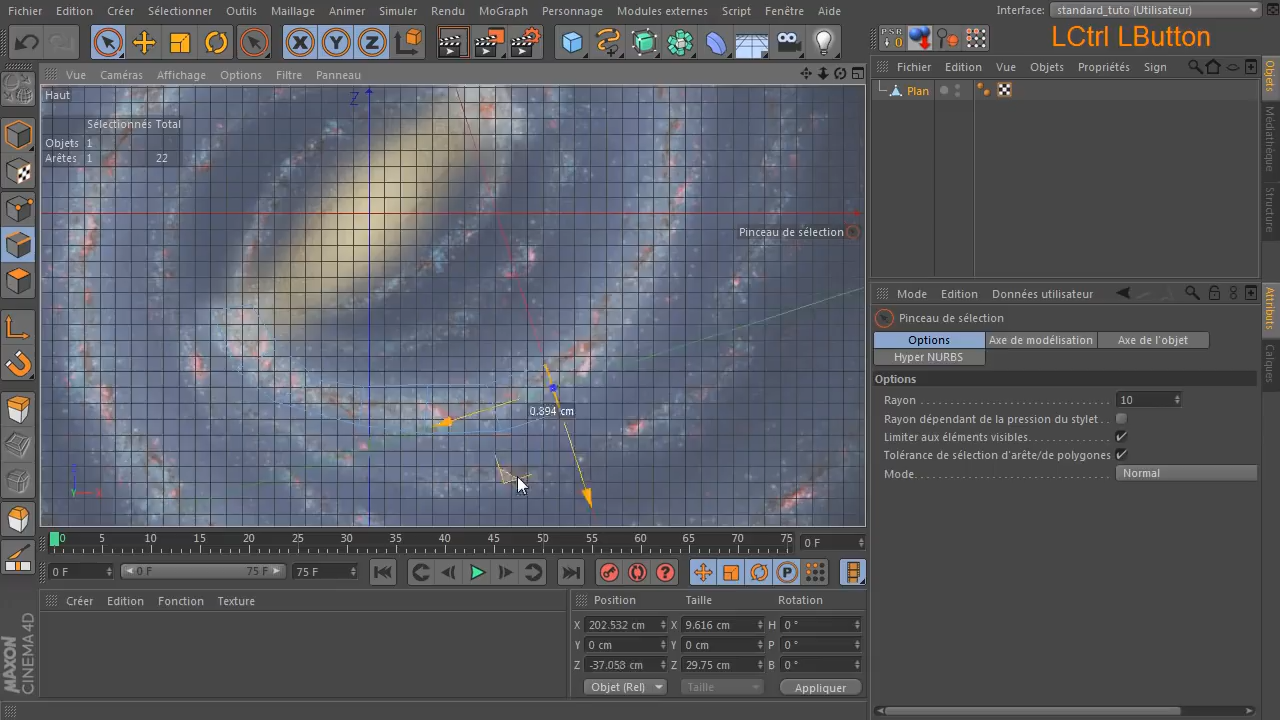 Fichier Edition Créer Sélectionner Outils Maillage Animer Simuler Rendu MoGraph Personnage Modules externes Script Fenêtre Aide Interface: standard_tuto (Utilisateur)
X Y Z PSR 0 LCtrl LButton
Vue Caméras Affichage Options Filtre Panneau
Fichier Edition Vue Objets Propriétés Sign
Haut Z
Plan
Sélectionnés Total
Objets 1
Arêtes 1 22
Pinceau de sélection
0.894 cm
Y X
Objets
Médiathèque
Structure
Mode Edition Données utilisateur
Pinceau de sélection
Options Axe de modélisation Axe de l'objet
Hyper NURBS
Options
Rayon 10
Rayon dépendant de la pression du stylet
Limiter aux éléments visibles
Tolérance de sélection d'arête/de polygones
Mode Normal
Attributs
Calques
0 5 10 15 20 25 30 35 40 45 50 55 60 65 70 75 0 F
0 F 0 F 75 F 75 F P
Créer Edition Fonction Texture
Position Taille Rotation
X 202.532 cm X 9.616 cm H 0 °
Y 0 cm Y 0 cm P 0 °
Z -37.058 cm Z 29.75 cm B 0 °
Objet (Rel) Taille Appliquer
MAXON
CINEMA 4D